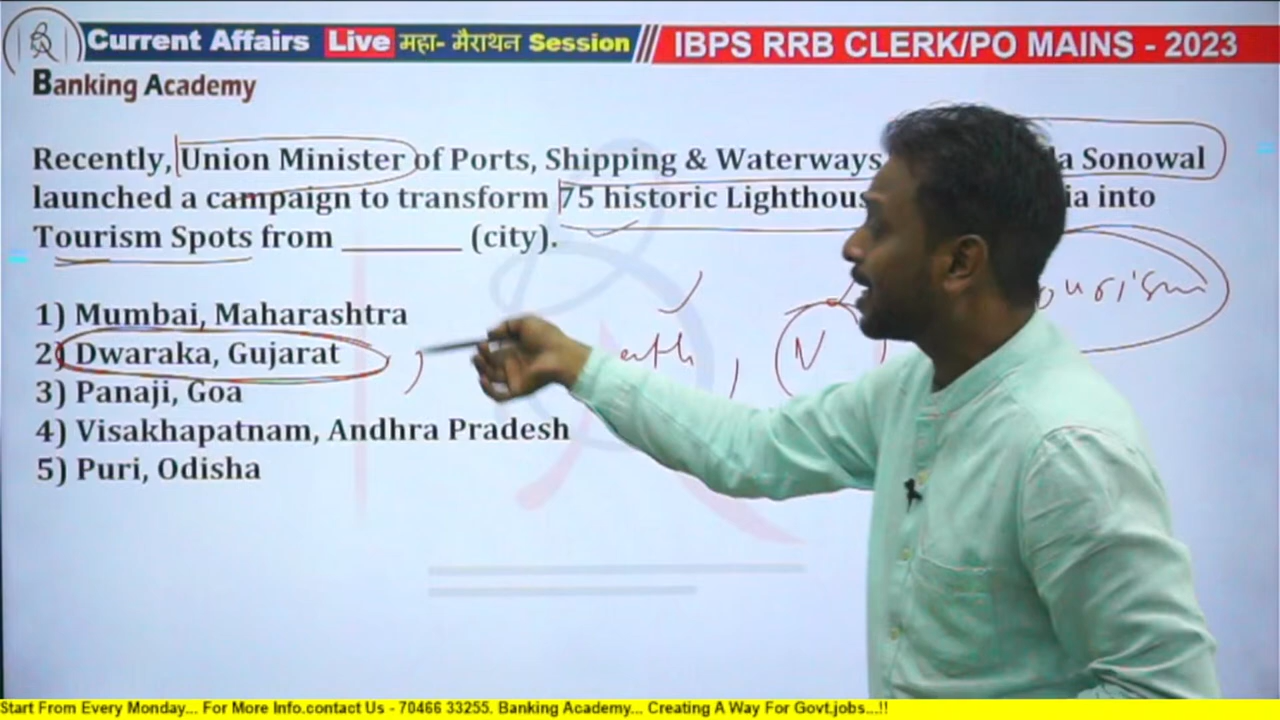 Current Affairs Live महा- मैराथन Session
IBPS RRB CLERK/PO MAINS - 2023
Banking Academy
Recently, Union Minister of Ports, Shipping & Waterways Sonowal
launched a campaign to transform 75 historic into
Tourism Spots from ________ (city).
1) Mumbai, Maharashtra
2) Dwaraka, Gujarat
3) Panaji, Goa
4) Visakhapatnam, Andhra Pradesh
5) Puri, Odisha
Start From Every Monday... For More Info.contact Us - 70466 33255. Banking Academy... Creating A Way For Govt.jobs...!!